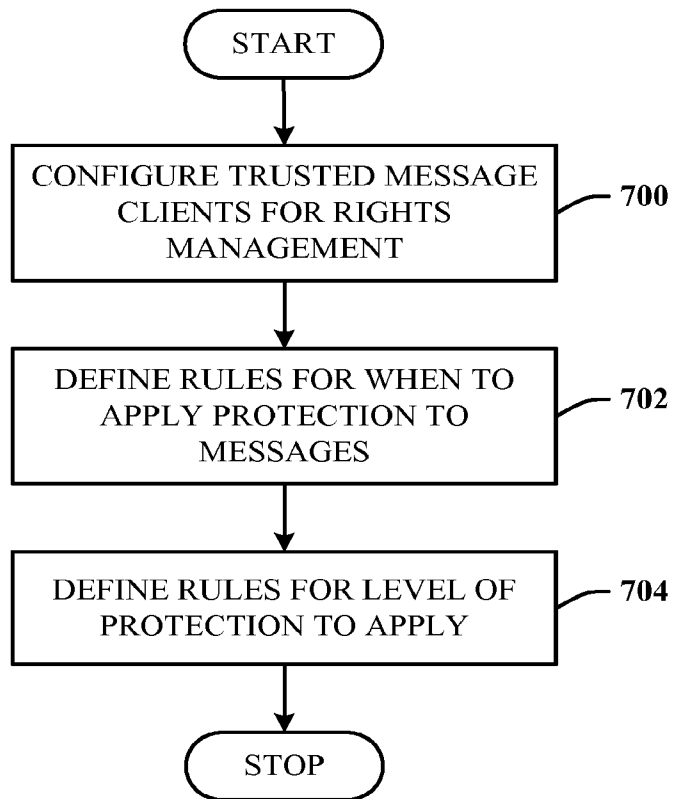 START
CONFIGURE TRUSTED MESSAGE
CLIENTS FOR RIGHTS
MANAGEMENT
700
DEFINE RULES FOR WHEN TO
APPLY PROTECTION TO
MESSAGES
702
DEFINE RULES FOR LEVEL OF
PROTECTION TO APPLY
704
STOP